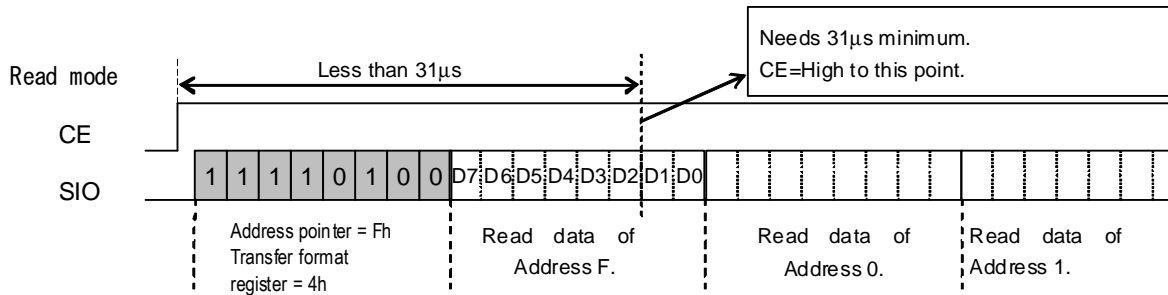 Needs 31μs minimum.
CE=High to this point.
Read mode
Less than 31μs
CE
SIO
1 1 1 1 0 1 0 0 D7 D6 D5 D4 D3 D2 D1 D0
Address pointer = Fh
Transfer format
register = 4h
Read data of
Address F.
Read data of
Address 0.
Read data of
Address 1.